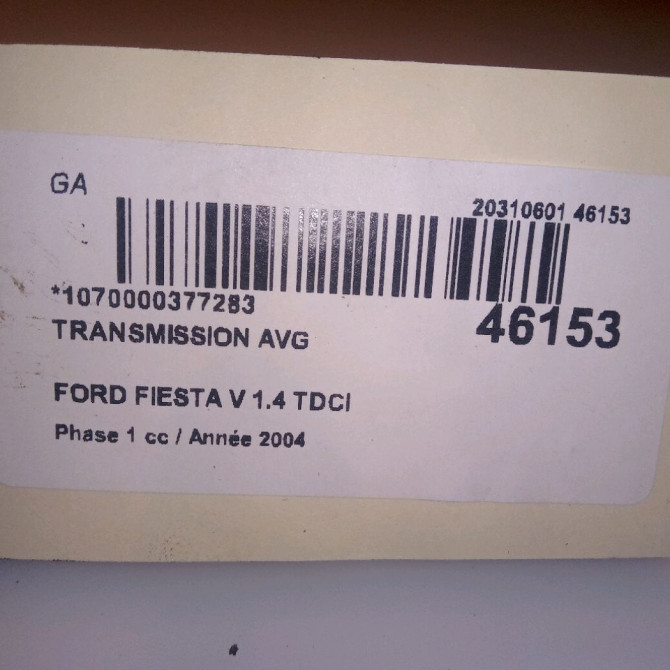 GA
20310601 46153
*1070000377283
46153
TRANSMISSION AVG
FORD FIESTA V 1.4 TDCI
Phase 1 cc / Année 2004